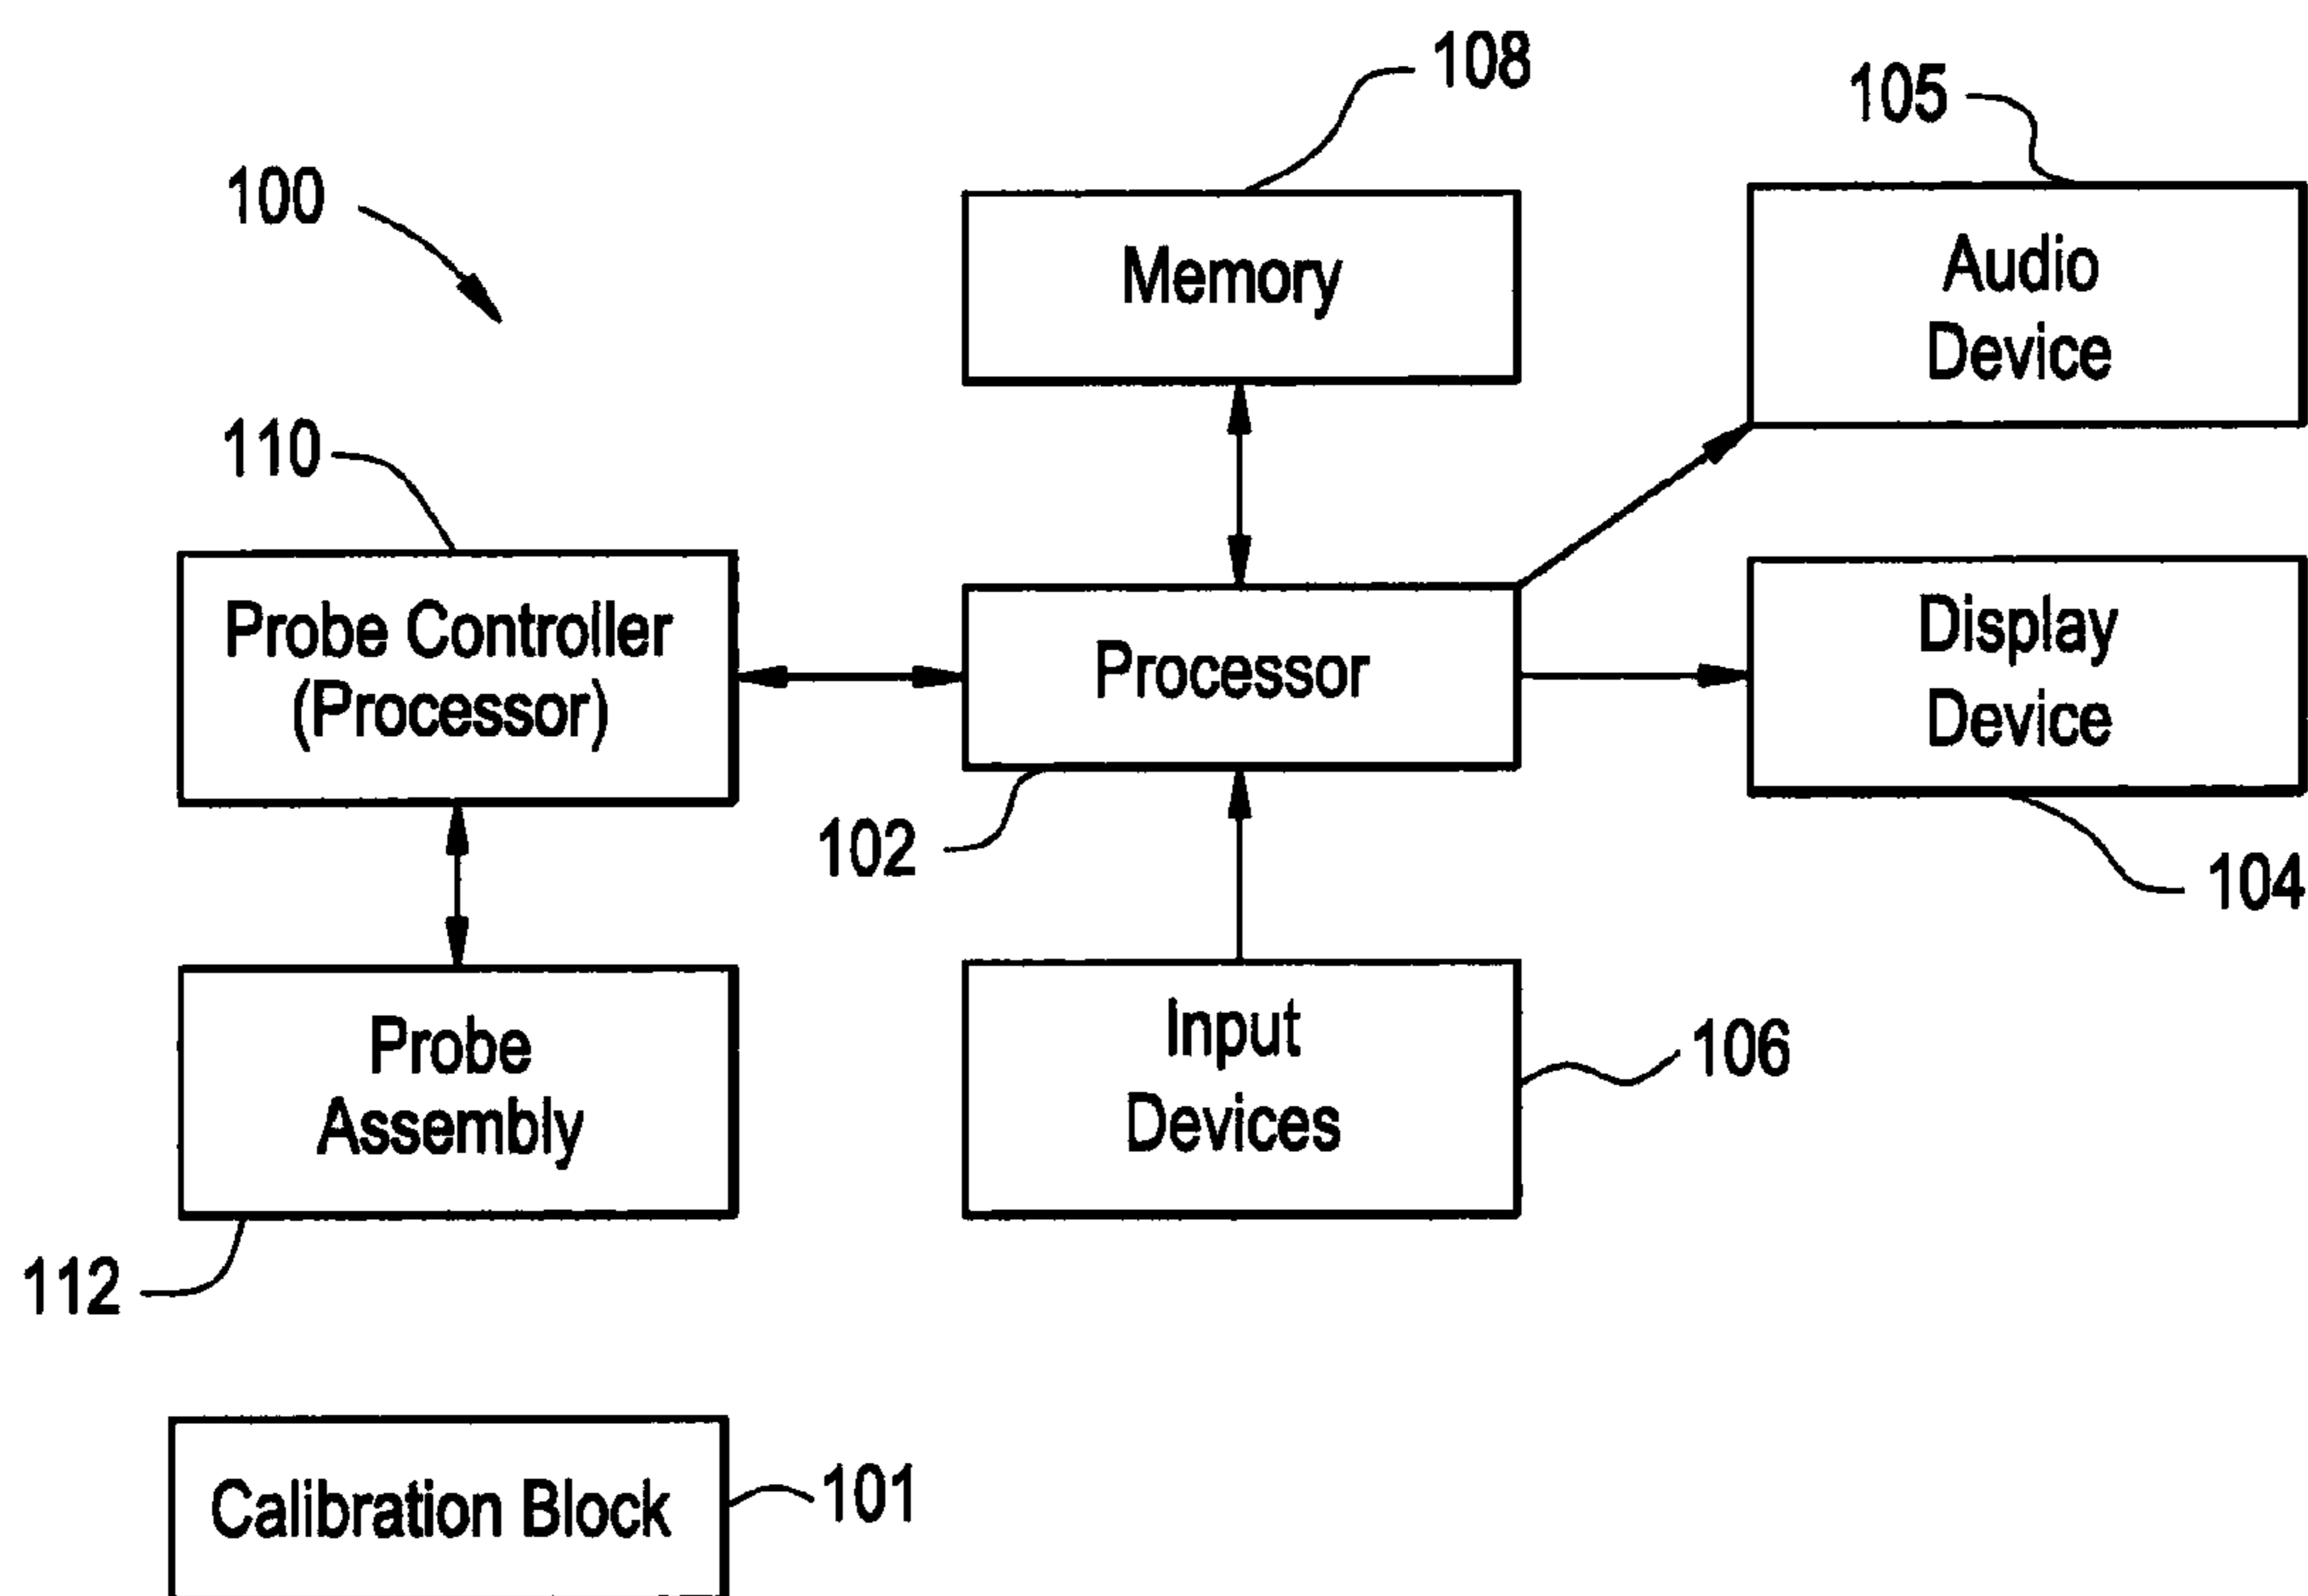 108
105
100
Memory
Audio
Device
110
Probe Controller
(Processor)
Processor
Display
Device
102
104
Probe
Assembly
Input
Devices
106
112
Calibration Block
101